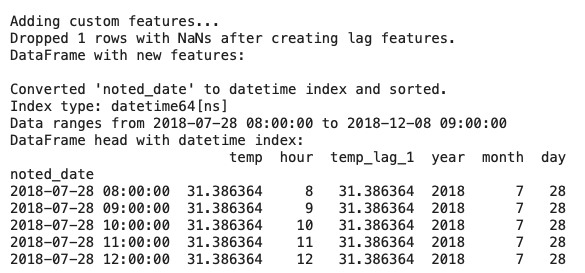 Adding custom features...
Dropped 1 rows with NaNs after creating lag features.
DataFrame with new features:

Converted 'noted_date' to datetime index and sorted.
Index type: datetime64[ns]
Data ranges from 2018-07-28 08:00:00 to 2018-12-08 09:00:00
DataFrame head with datetime index:
                          temp  hour  temp_lag_1  year  month  day
noted_date
2018-07-28 08:00:00  31.386364     8   31.386364  2018      7   28
2018-07-28 09:00:00  31.386364     9   31.386364  2018      7   28
2018-07-28 10:00:00  31.386364    10   31.386364  2018      7   28
2018-07-28 11:00:00  31.386364    11   31.386364  2018      7   28
2018-07-28 12:00:00  31.386364    12   31.386364  2018      7   28